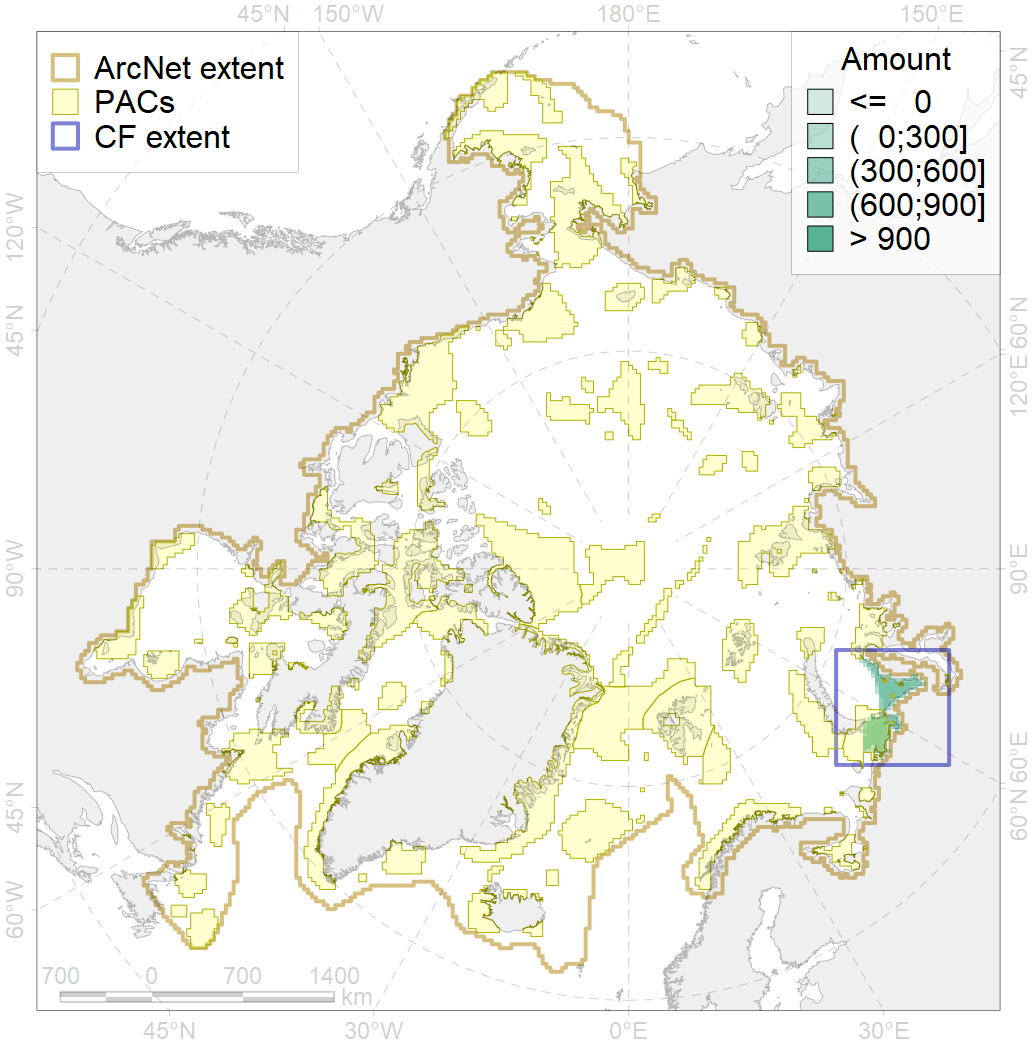 45°N 150°W 180°E 150°E
ArcNet extent
PACs
CF extent
Amount
<= 0
( 0;300]
(300;600]
(600;900]
> 900
45°N
120°W
60°N
45°N
120°E
90°W
90°E
45°N
60°E
60°N
60°W
700 0 700 1400
km
45°N 30°W 0°E 30°E